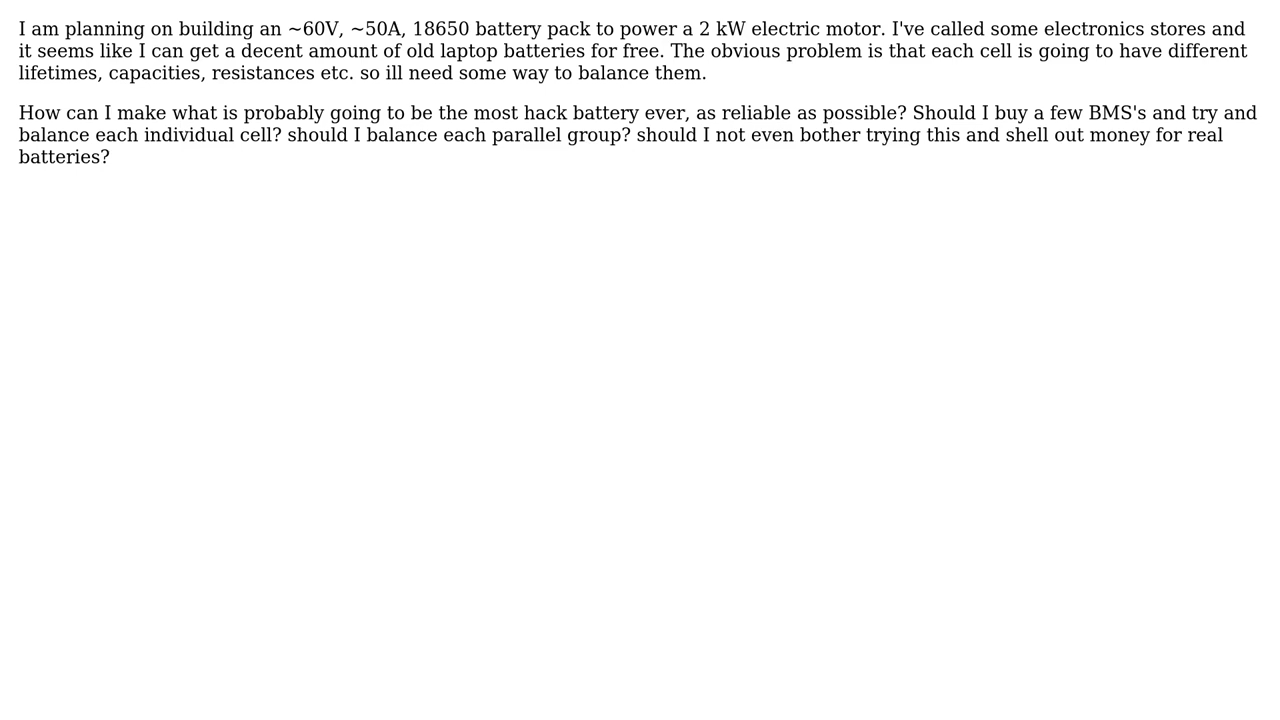 I am planning on building an ~60V, ~50A, 18650 battery pack to power a 2 kW electric motor. I've called some electronics stores and
it seems like I can get a decent amount of old laptop batteries for free. The obvious problem is that each cell is going to have different
lifetimes, capacities, resistances etc. so ill need some way to balance them.
How can I make what is probably going to be the most hack battery ever, as reliable as possible? Should I buy a few BMS's and try and
balance each individual cell? should I balance each parallel group? should I not even bother trying this and shell out money for real
batteries?